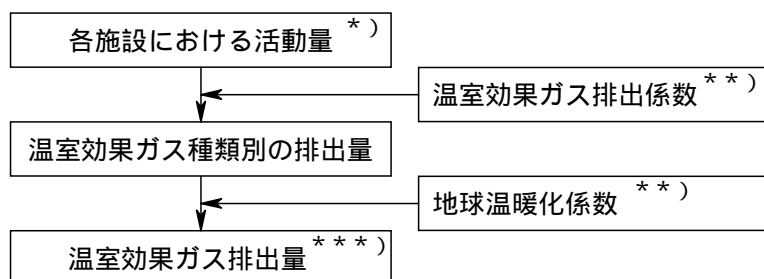 各施設における活動量 *)
温室効果ガス排出係数 **)
温室効果ガス種類別の排出量
地球温暖化係数 **)
温室効果ガス排出量 ***)